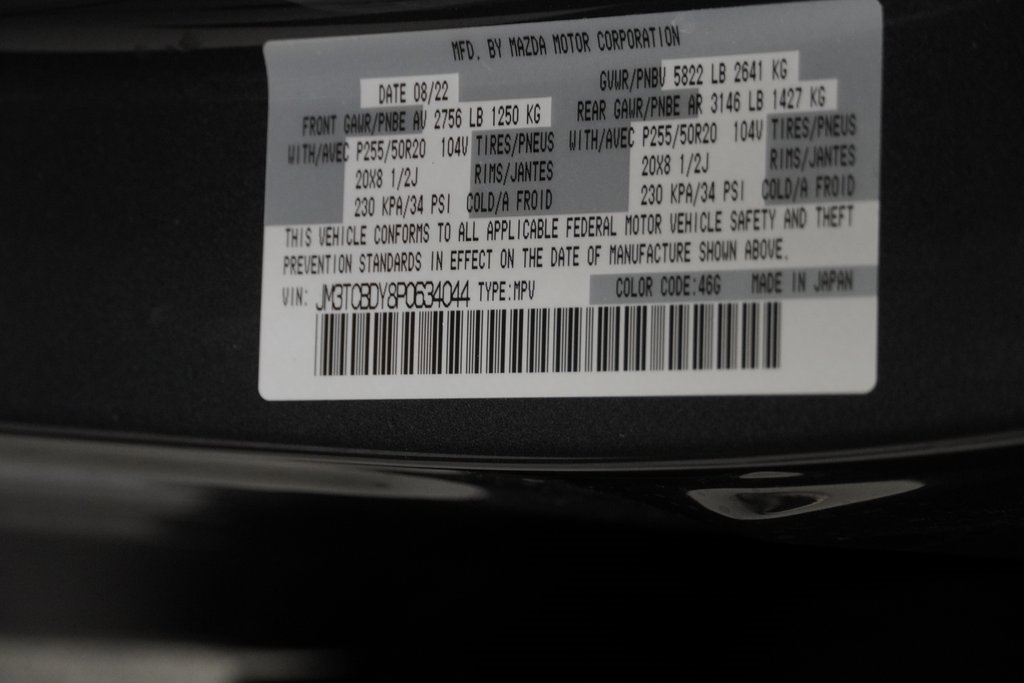 MFD. BY MAZDA MOTOR CORPORATION
DATE 08/22 GVWR/PNBV 5822 LB 2641 KG
FRONT GAWR/PNBE AV 2756 LB 1250 KG REAR GAWR/PNBE AR 3146 LB 1427 KG
WITH/AVEC P255/50R20 104V TIRES/PNEUS WITH/AVEC P255/50R20 104V TIRES/PNEUS
20X8 1/2J RIMS/JANTES 20X8 1/2J RIMS/JANTES
230 KPA/34 PSI COLD/A FROID 230 KPA/34 PSI COLD/A FROID
THIS VEHICLE CONFORMS TO ALL APPLICABLE FEDERAL MOTOR VEHICLE SAFETY AND THEFT
PREVENTION STANDARDS IN EFFECT ON THE DATE OF MANUFACTURE SHOWN ABOVE.
VIN: JM3TCBDY8P0634044 TYPE:MPV COLOR CODE:46G MADE IN JAPAN